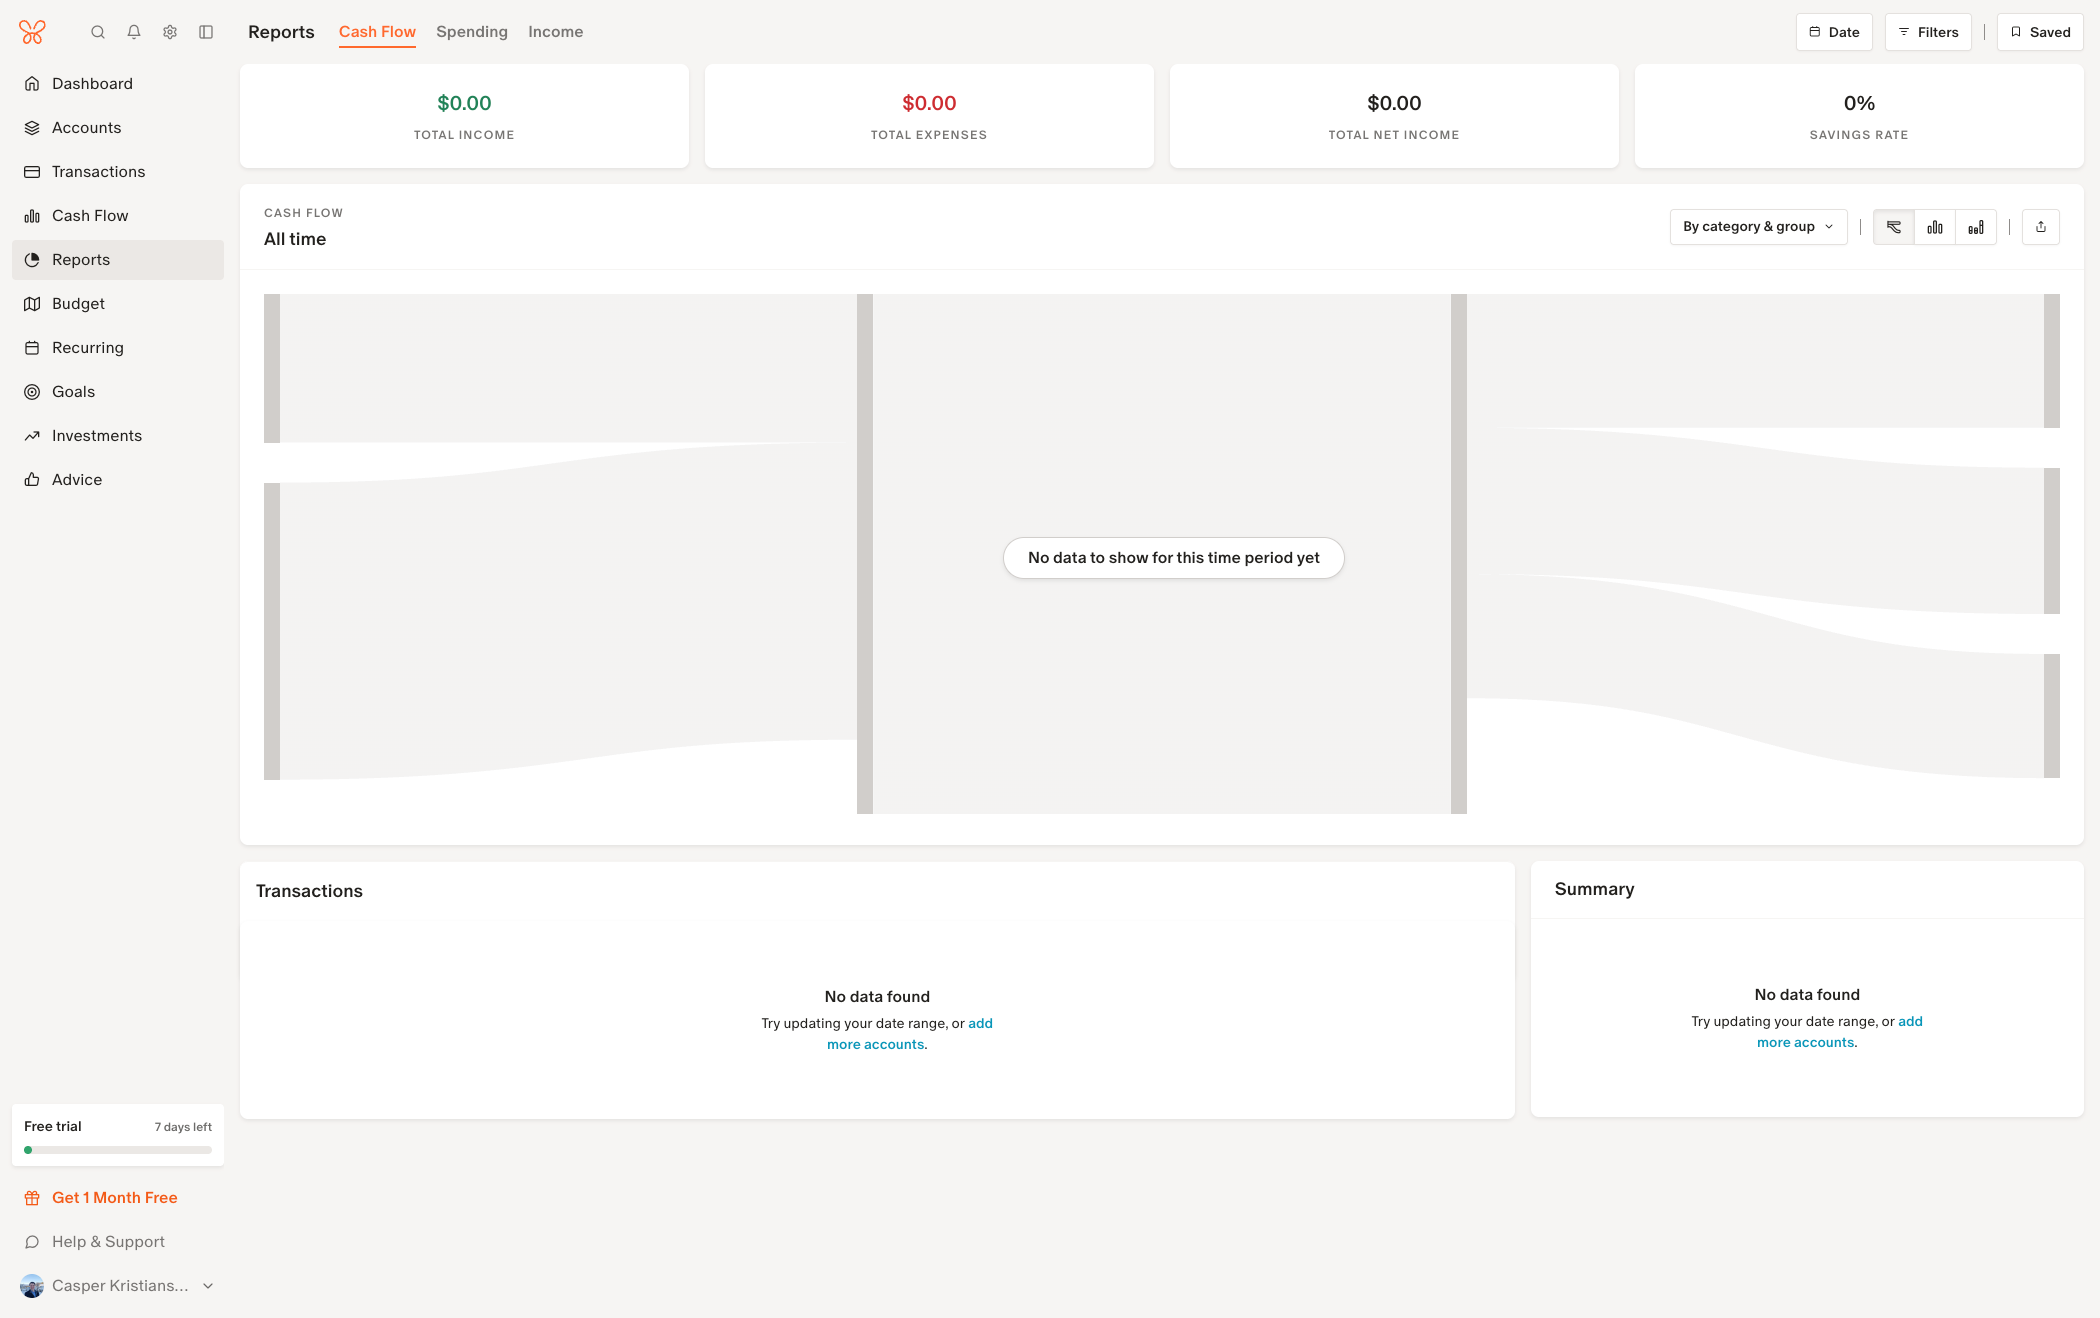 Reports
Cash Flow
Spending
Income
Date
Filters
Saved
Dashboard
Accounts
Transactions
Cash Flow
Reports
Budget
Recurring
Goals
Investments
Advice
$0.00
TOTAL INCOME
$0.00
TOTAL EXPENSES
$0.00
TOTAL NET INCOME
0%
SAVINGS RATE
CASH FLOW
All time
By category & group
No data to show for this time period yet
Transactions
No data found
Try updating your date range, or add
more accounts.
Summary
No data found
Try updating your date range, or add
more accounts.
Free trial
7 days left
Get 1 Month Free
Help & Support
Casper Kristians...